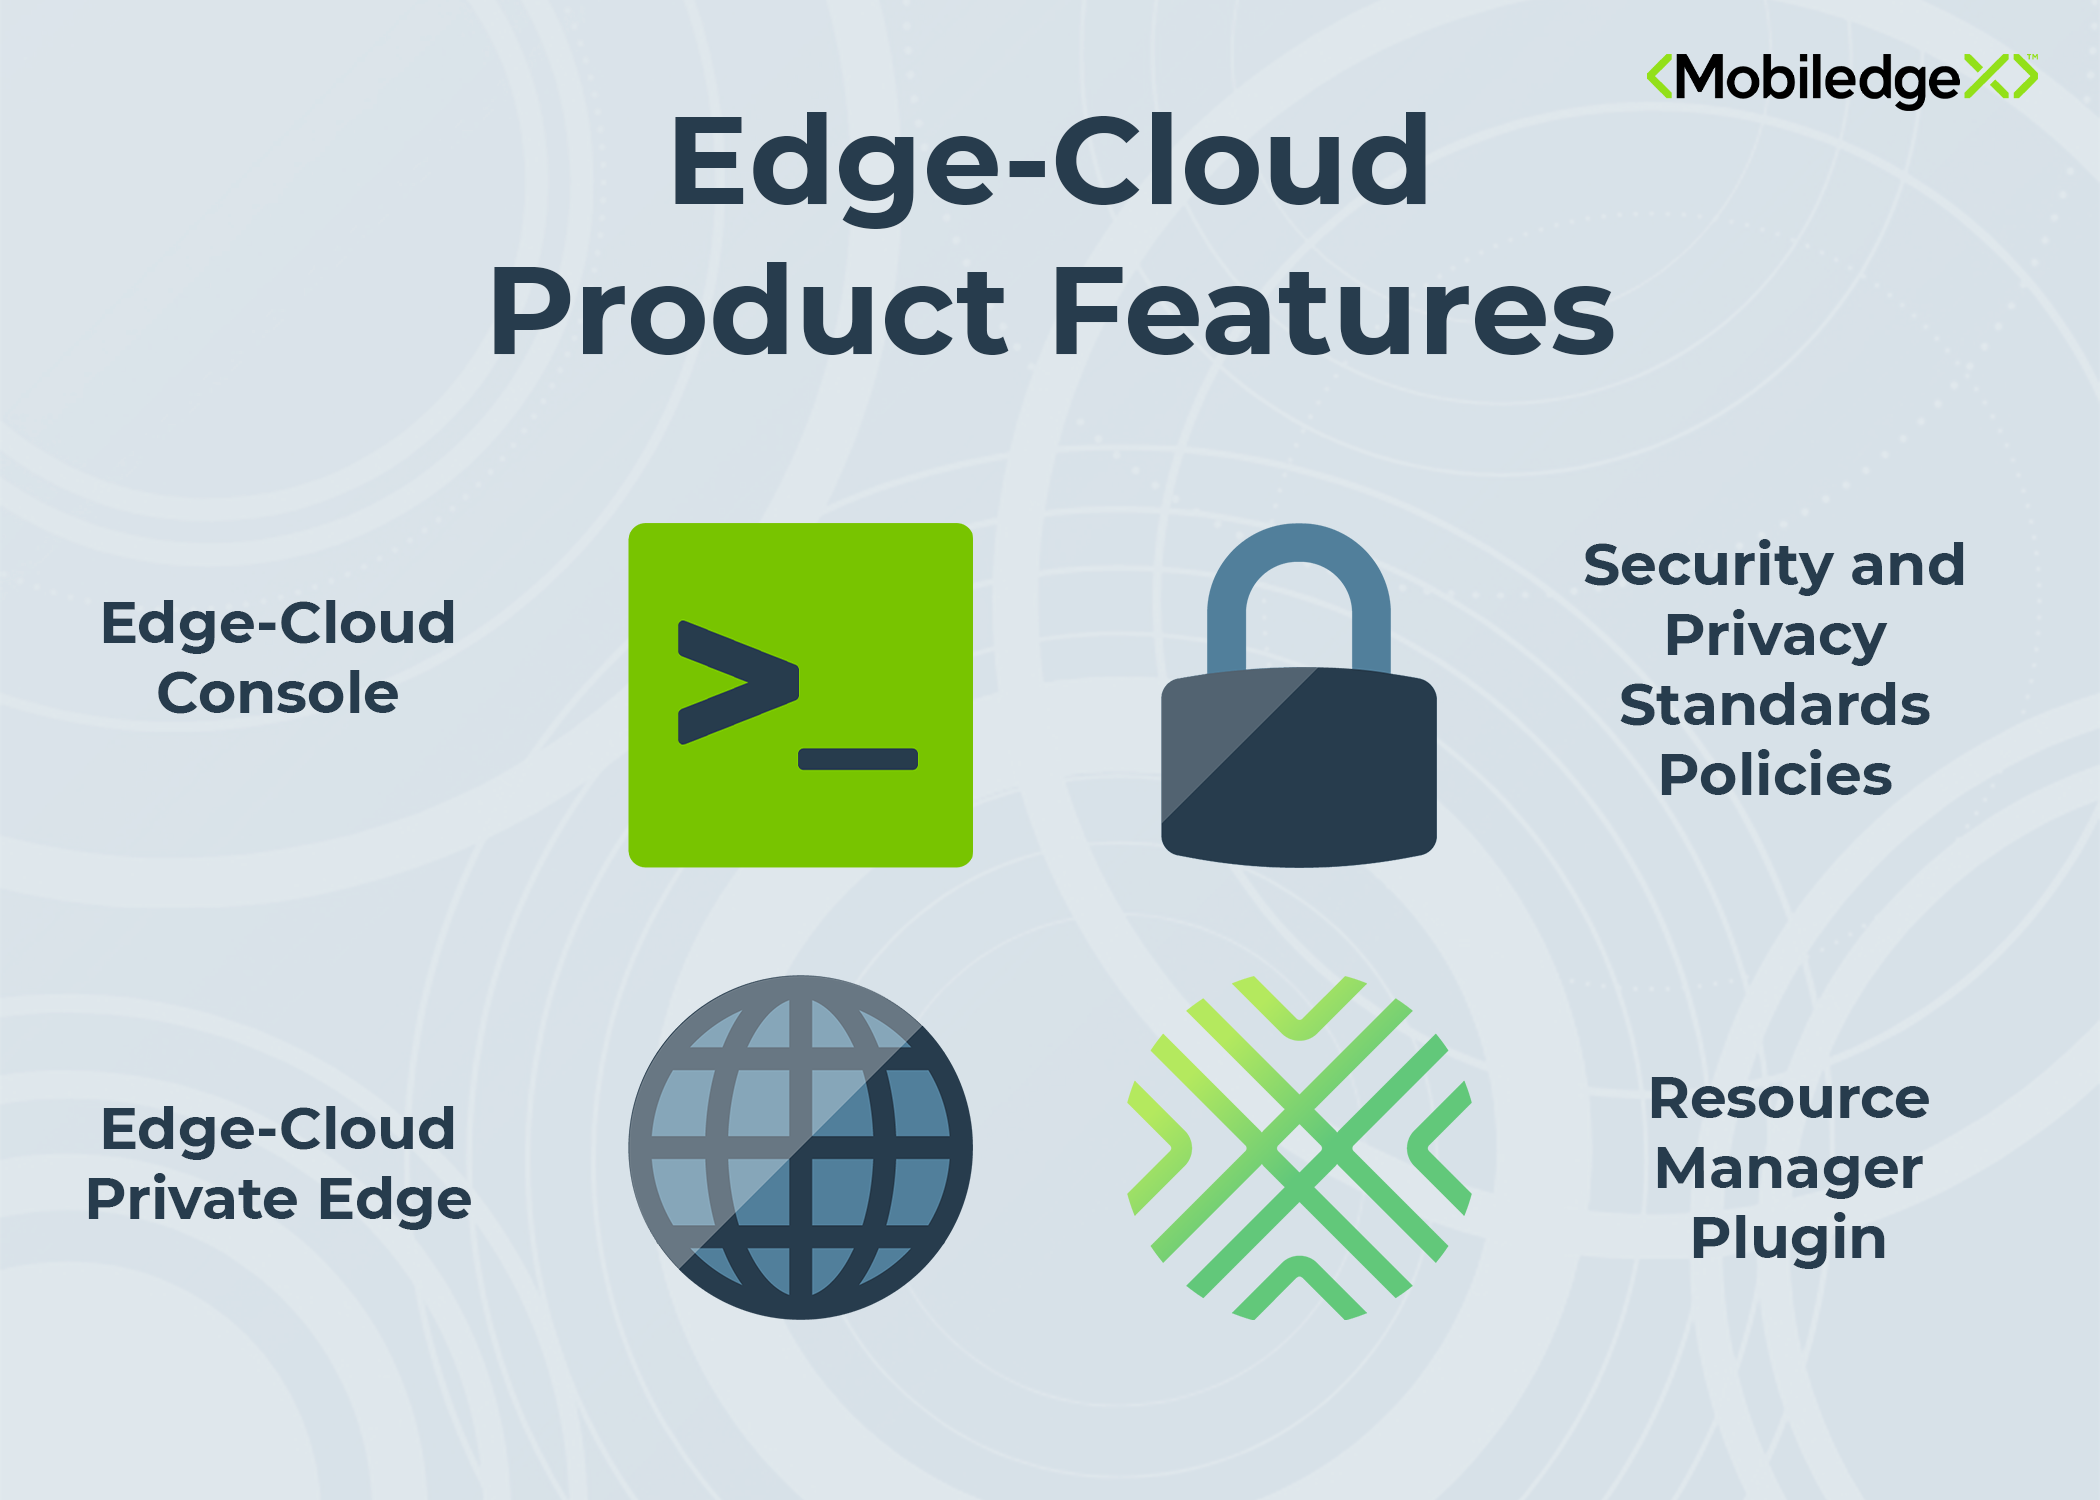 <MobiledgeX>™
Edge-Cloud
Product Features
Edge-Cloud
Console
>_
Security and
Privacy
Standards
Policies
Edge-Cloud
Private Edge
Resource
Manager
Plugin